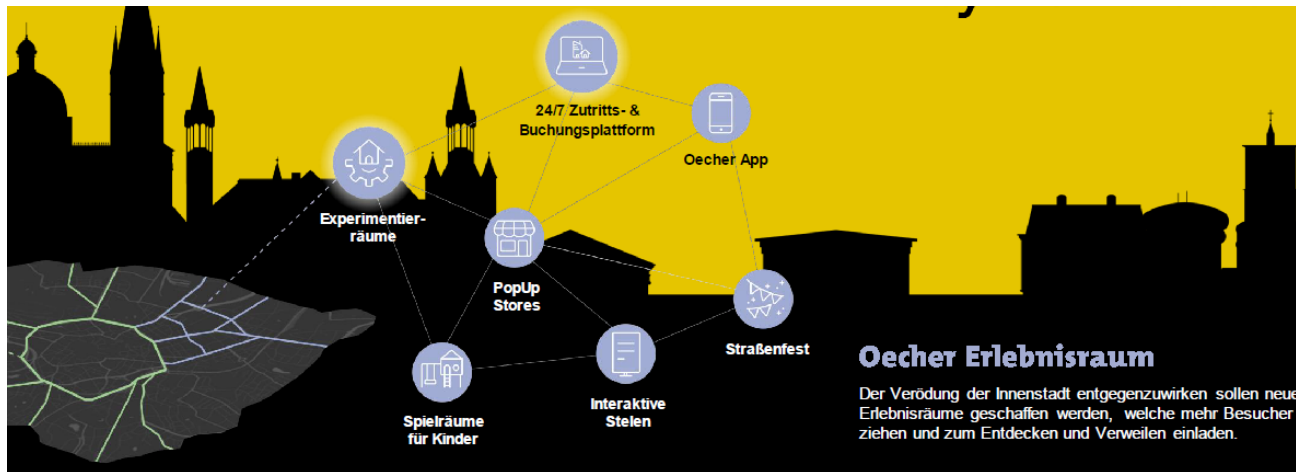 24/7 Zutritts- &
Buchungsplattform
Oecher App
Experimentier-
räume
PopUp
Stores
Straßenfest
Interaktive
Stelen
Spielräume
für Kinder
Oecher Erlebnisraum
Der Verödung der Innenstadt entgegenzuwirken sollen neue
Erlebnisräume geschaffen werden, welche mehr Besucher
ziehen und zum Entdecken und Verweilen einladen.